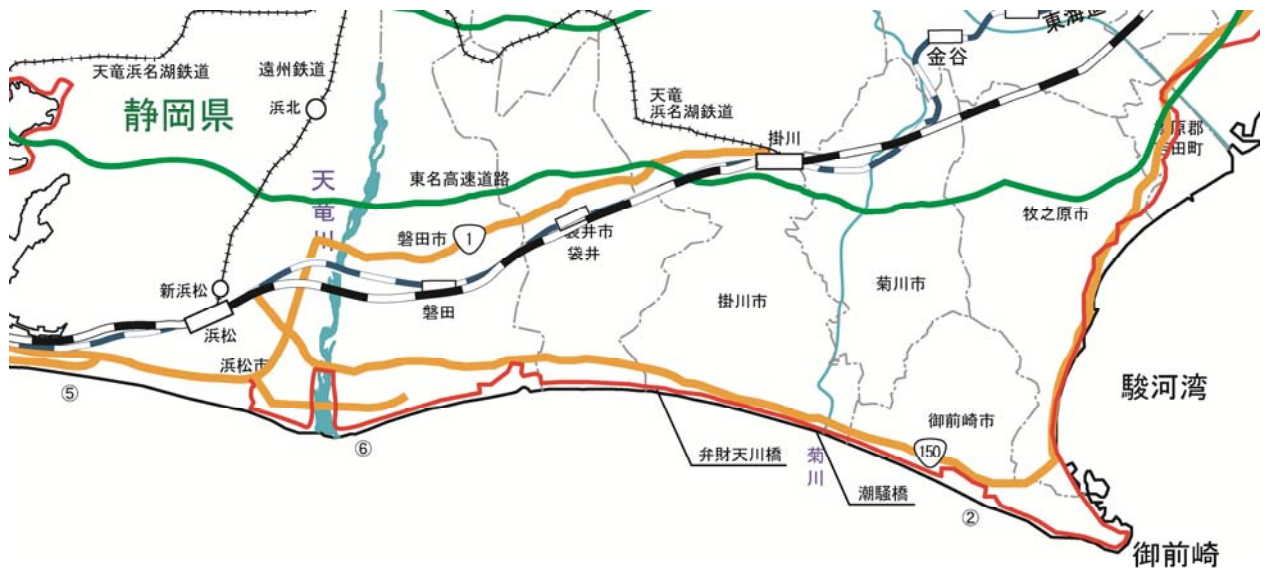 東海道
金谷
天竜浜名湖鉄道
遠州鉄道
浜北
静岡県
天竜
浜名湖鉄道
掛川
原郡
田町
天竜川
東名高速道路
牧之原市
磐田市
1
袋井市
袋井
新浜松
浜松
磐田
掛川市
菊川市
浜松市
⑤
駿河湾
御前崎市
150
⑥
弁財天川橋
菊川
潮騒橋
②
御前崎